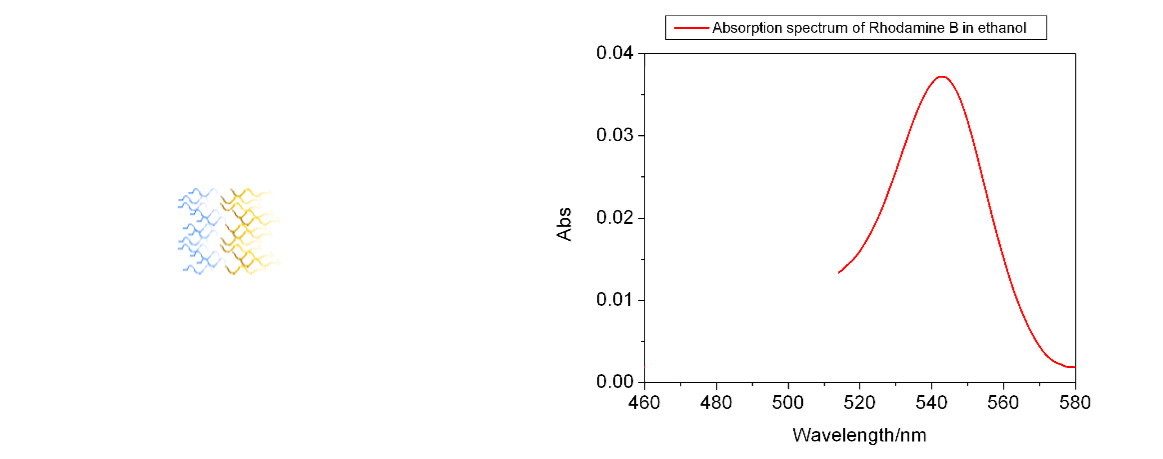 Absorption spectrum of Rhodamine B in ethanol
0.04
0.03
0.02
0.01
0.00
Abs
460 480 500 520 540 560 580
Wavelength/nm